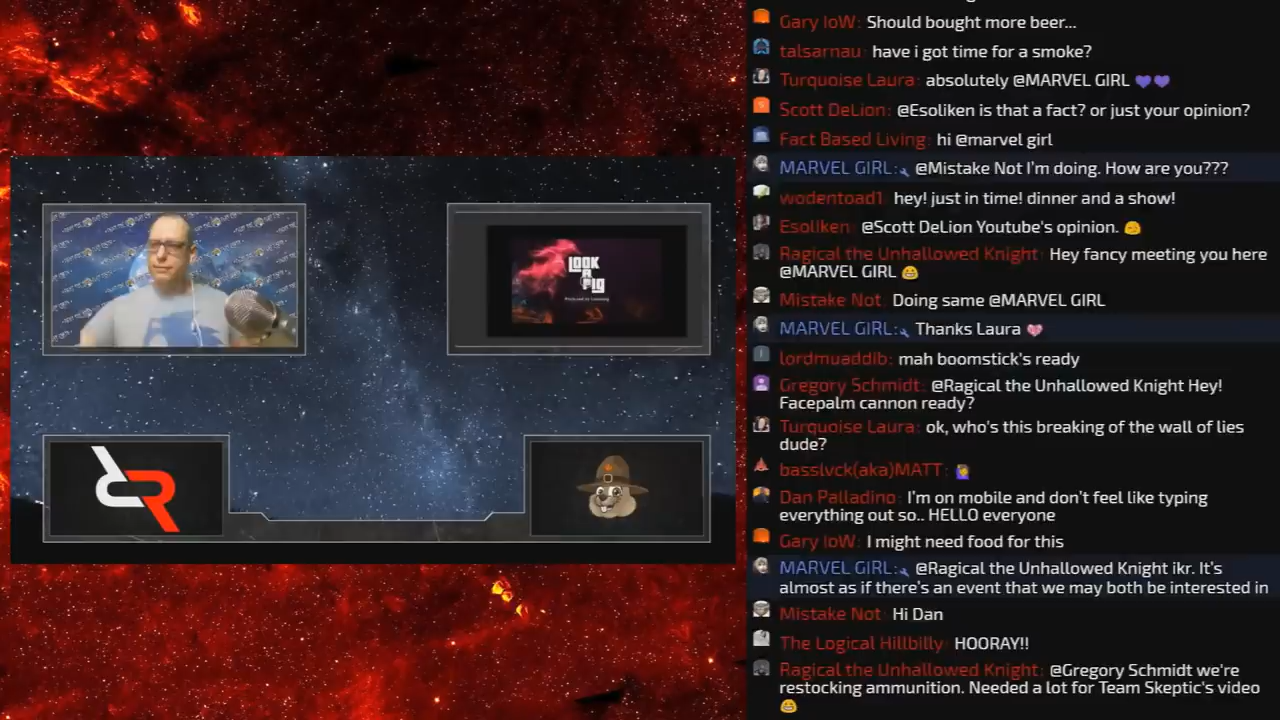 Gary IoW: Should bought more beer...
talsarnau have i got time for a smoke?
Turquoise Laura: absolutely @MARVEL GIRL 💜💜
Scott DeLion: @Esoliken is that a fact? or just your opinion?
Fact Based Living: hi @marvel girl
MARVEL GIRL: @Mistake Not I'm doing. How are you???
wodentoad1 hey! just in time! dinner and a show!
Esoliken @Scott DeLion Youtube's opinion.
Ragical the Unhallowed Knight: Hey fancy meeting you here
@MARVEL GIRL 😁
Mistake Not: Doing same @MARVEL GIRL
MARVEL GIRL: Thanks Laura 💖
lordmuaddib: mah boomstick's ready
Gregory Schmidt: @Ragical the Unhallowed Knight Hey!
Facepalm cannon ready?
Turquoise Laura: ok, who's this breaking of the wall of lies
dude?
basslvck(aka)MATT:
Dan Palladino: I'm on mobile and don't feel like typing
everything out so.. HELLO everyone
Gary IoW: I might need food for this
MARVEL GIRL: @Ragical the Unhallowed Knight ikr. It's
almost as if there's an event that we may both be interested in
Mistake Not: Hi Dan
The Logical Hillbilly: HOORAY!!
Ragical the Unhallowed Knight: @Gregory Schmidt we're
restocking ammunition. Needed a lot for Team Skeptic's video
😁
LOOK
A
FIG
RR